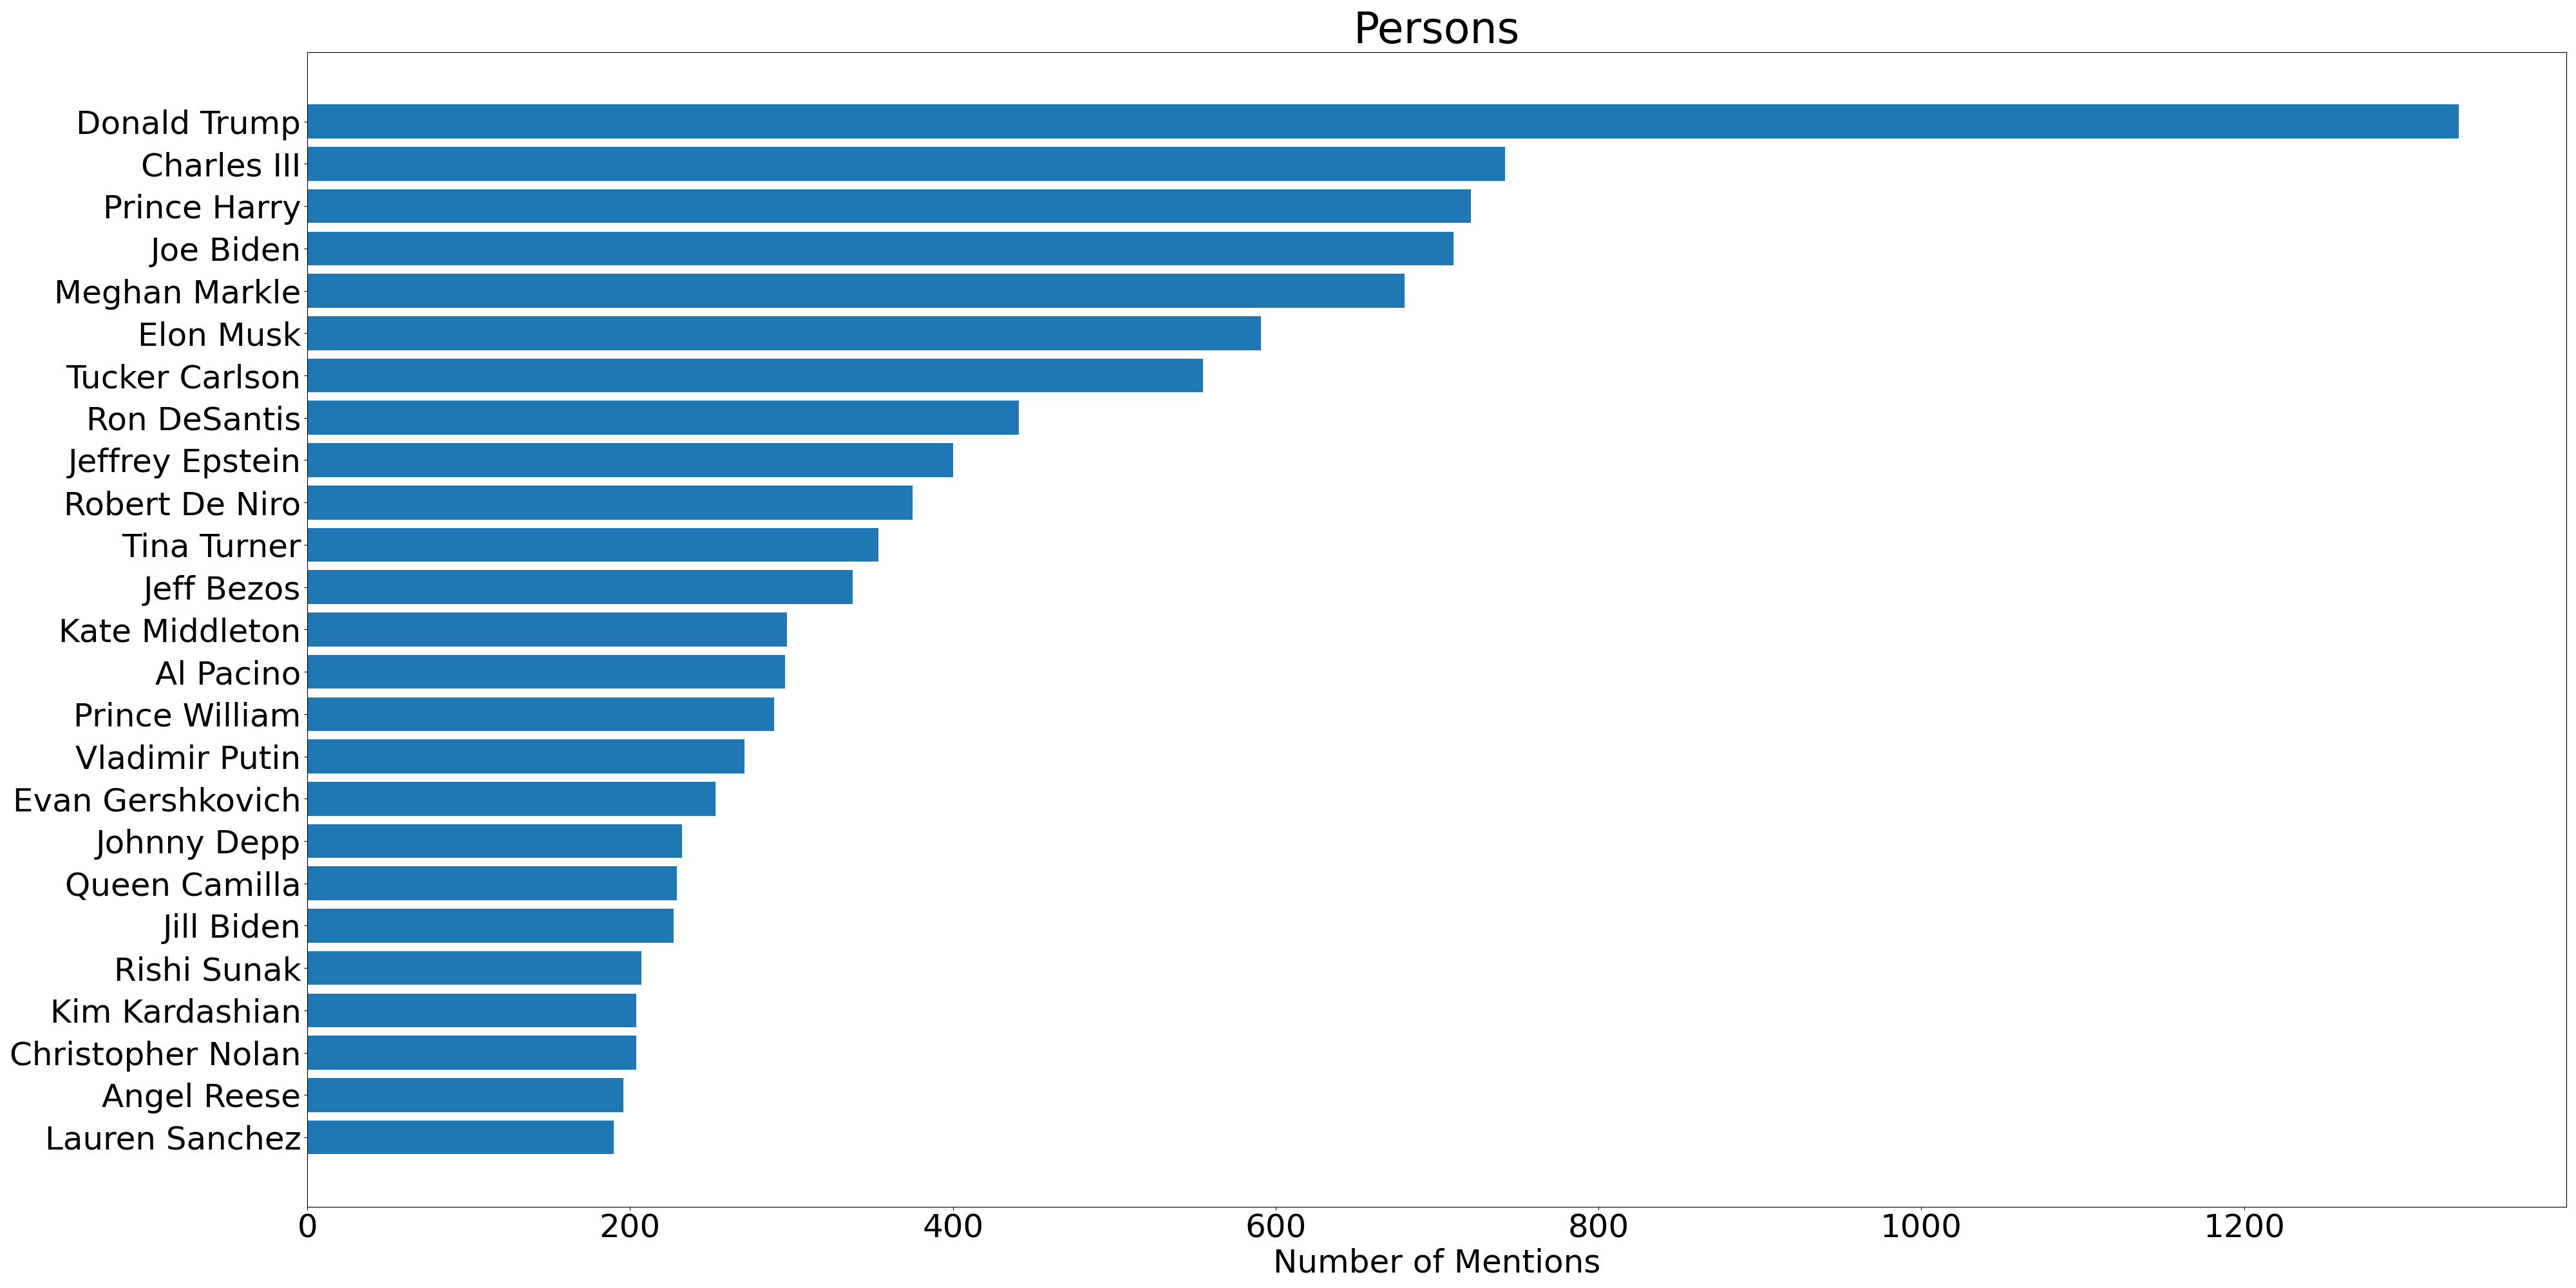 Persons
Donald Trump
Charles III
Prince Harry
Joe Biden
Meghan Markle
Elon Musk
Tucker Carlson
Ron DeSantis
Jeffrey Epstein
Robert De Niro
Tina Turner
Jeff Bezos
Kate Middleton
Al Pacino
Prince William
Vladimir Putin
Evan Gershkovich
Johnny Depp
Queen Camilla
Jill Biden
Rishi Sunak
Kim Kardashian
Christopher Nolan
Angel Reese
Lauren Sanchez
0 200 400 600 800 1000 1200
Number of Mentions